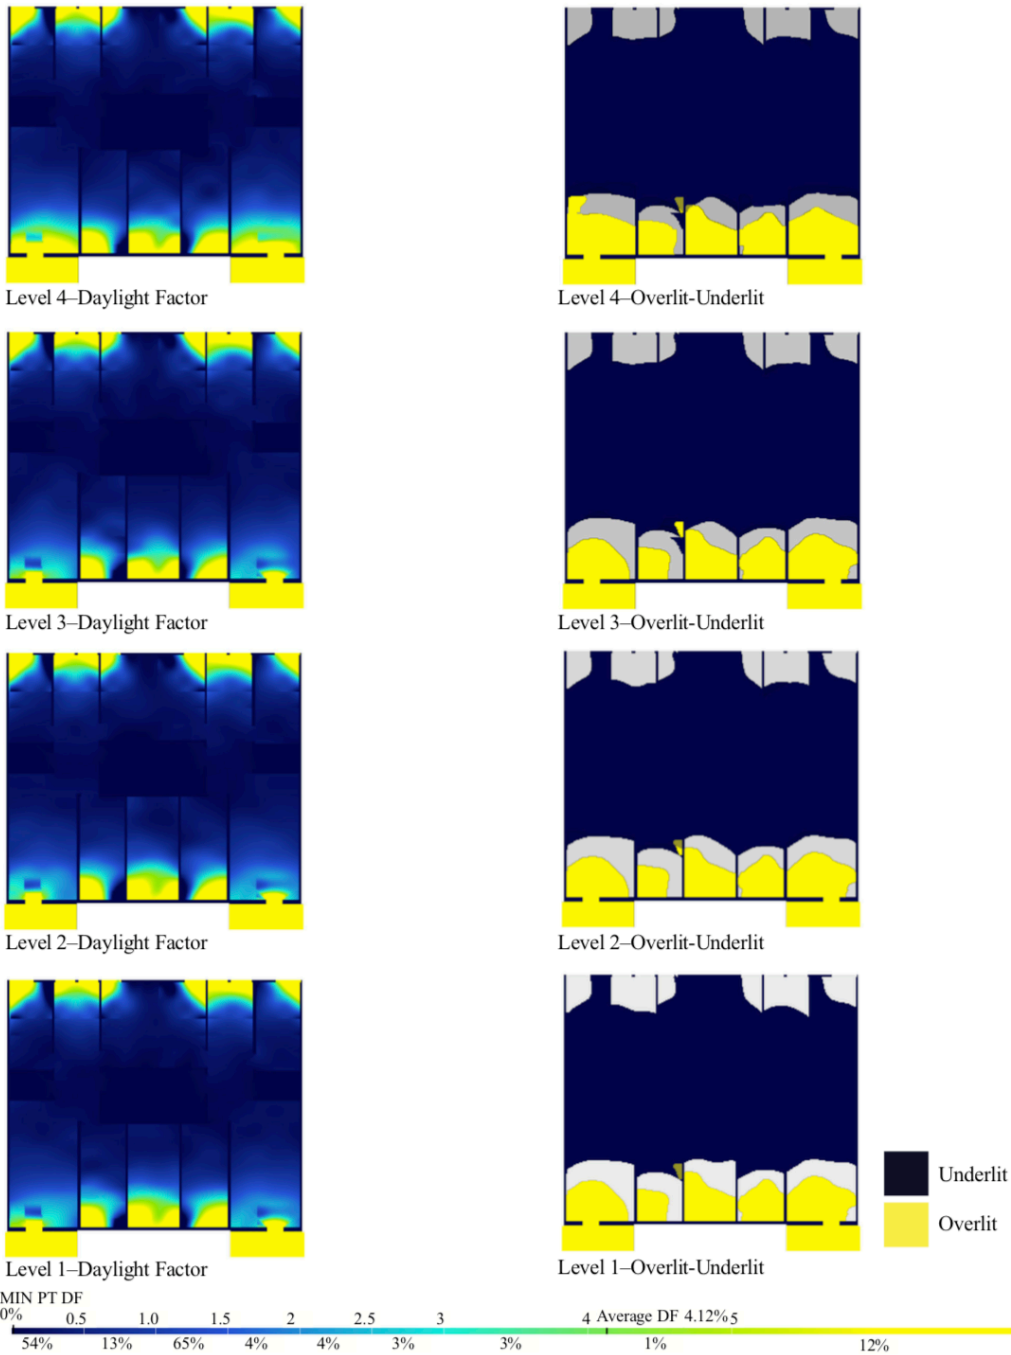 Level 4–Daylight Factor
Level 4–Overlit-Underlit
Level 3–Daylight Factor
Level 3–Overlit-Underlit
Level 2–Daylight Factor
Level 2–Overlit-Underlit
Underlit
Overlit
Level 1–Daylight Factor
Level 1–Overlit-Underlit
MIN PT DF
0% 0.5 1.0 1.5 2 2.5 3 4 Average DF 4.12% 5
54% 13% 65% 4% 4% 3% 3% 1% 12%